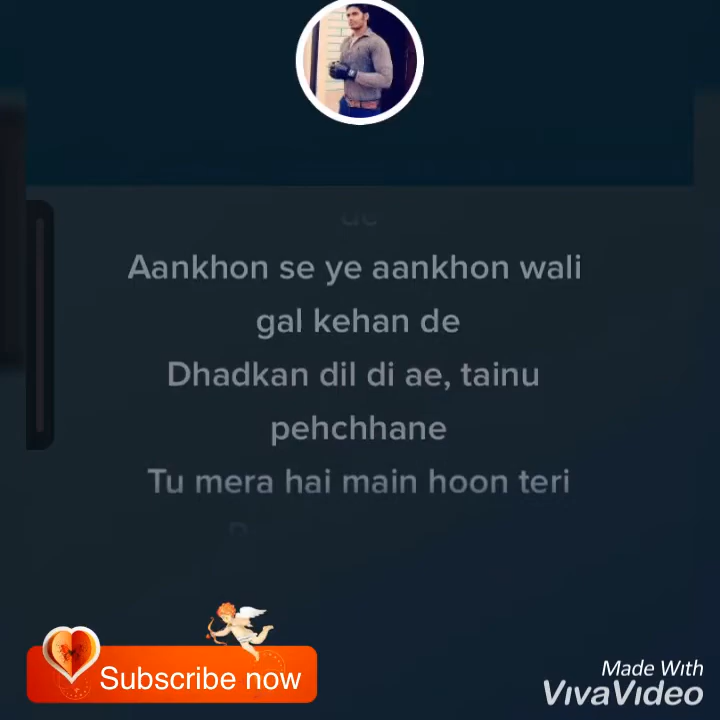 de
Aankhon se ye aankhon wali
gal kehan de
Dhadkan dil di ae, tainu
pehchhane
Tu mera hai main hoon teri
Subscribe now
Made With
VivaVideo